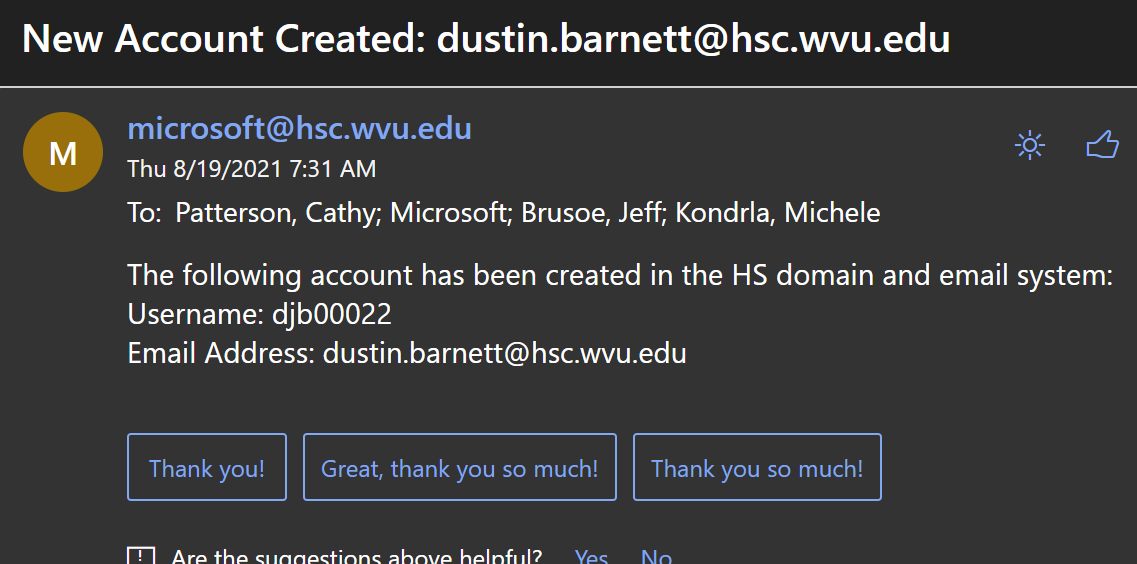 New Account Created: dustin.barnett@hsc.wvu.edu
M
microsoft@hsc.wvu.edu
Thu 8/19/2021 7:31 AM
To: Patterson, Cathy; Microsoft; Brusoe, Jeff; Kondrla, Michele
The following account has been created in the HS domain and email system:
Username: djb00022
Email Address: dustin.barnett@hsc.wvu.edu
Thank you! Great, thank you so much! Thank you so much!
! Are the suggestions above helpful? Yes No